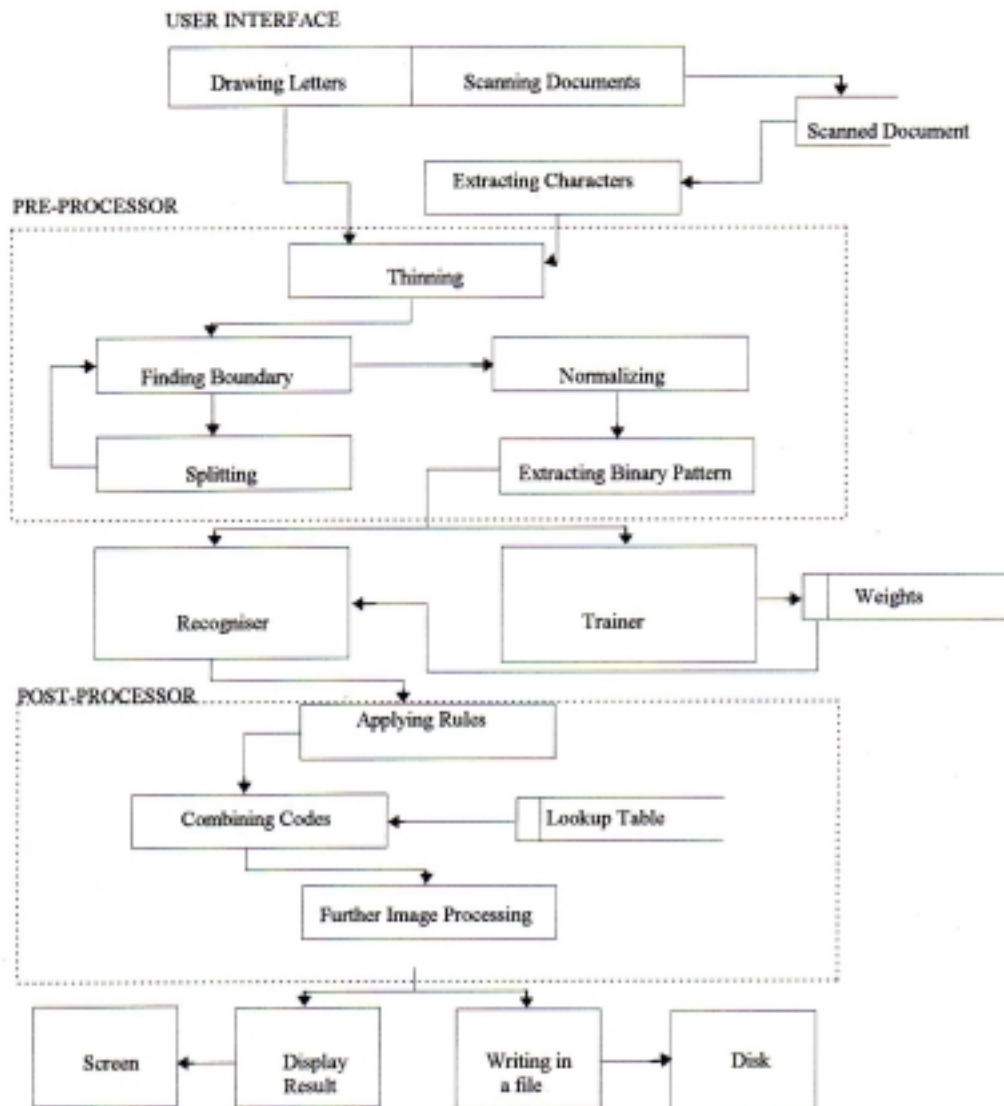 USER INTERFACE
Drawing Letters
Scanning Documents
Scanned Document
Extracting Characters
PRE-PROCESSOR
Thinning
Finding Boundary
Normalizing
Splitting
Extracting Binary Pattern
Recogniser
Trainer
Weights
POST-PROCESSOR
Applying Rules
Combining Codes
Lookup Table
Further Image Processing
Screen
Display
Result
Writing in
a file
Disk